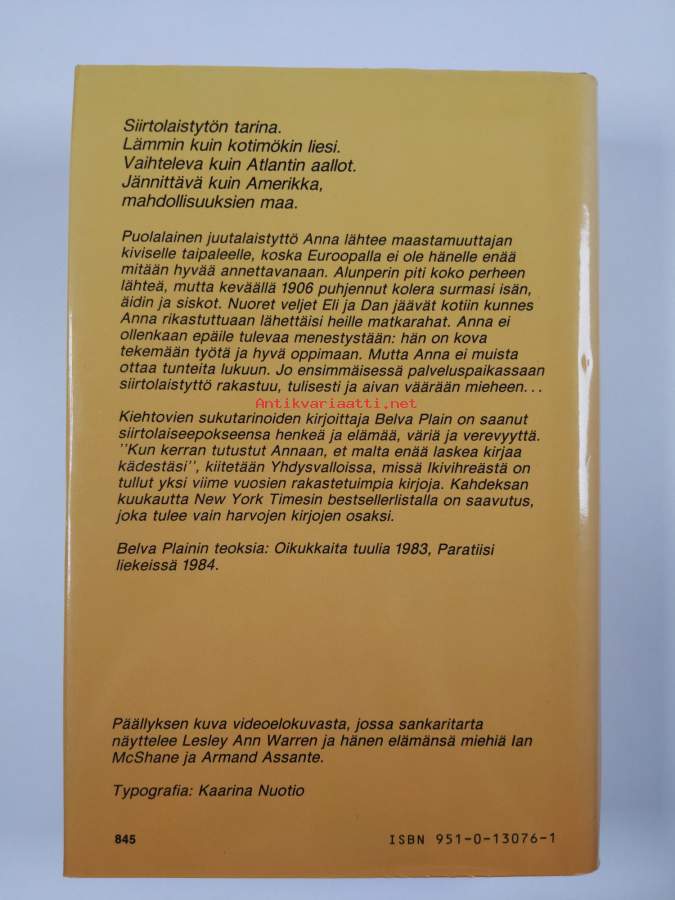 Siirtolaistytön tarina.
Lämmin kuin kotimökin liesi.
Vaihteleva kuin Atlantin aallot.
Jännittävä kuin Amerikka,
mahdollisuuksien maa.
Puolalainen juutalaistyttö Anna lähtee maastamuuttajan
kiviselle taipaleelle, koska Euroopalla ei ole hänelle enää
mitään hyvää annettavanaan. Alunperin piti koko perheen
lähteä, mutta keväällä 1906 puhjennut kolera surmasi isän,
äidin ja siskot. Nuoret veljet Eli ja Dan jäävät kotiin kunnes
Anna rikastuttuaan lähettäisi heille matkarahat. Anna ei
ollenkaan epäile tulevaa menestystään: hän on kova
tekemään työtä ja hyvä oppimaan. Mutta Anna ei muista
ottaa tunteita lukuun. Jo ensimmäisessä palveluspaikassaan
siirtolaistyttö rakastuu, tulisesti ja aivan väärään mieheen...
Antikvariaatti.net
Kiehtovien sukutarinoiden kirjoittaja Belva Plain on saanut
siirtolaiseepokseensa henkeä ja elämää, väriä ja verevyyttä.
''Kun kerran tutustut Annaan, et malta enää laskea kirjaa
kädestäsi'', kiitetään Yhdysvalloissa, missä Ikivihreästä on
tullut yksi viime vuosien rakastetuimpia kirjoja. Kahdeksan
kuukautta New York Timesin bestsellerlistalla on saavutus,
joka tulee vain harvojen kirjojen osaksi.
Belva Plainin teoksia: Oikukkaita tuulia 1983, Paratiisi
liekeissä 1984.
Päällyksen kuva videoelokuvasta, jossa sankaritarta
näyttelee Lesley Ann Warren ja hänen elämänsä miehiä Ian
McShane ja Armand Assante.
Typografia: Kaarina Nuotio
845
ISBN 951-0-13076-1